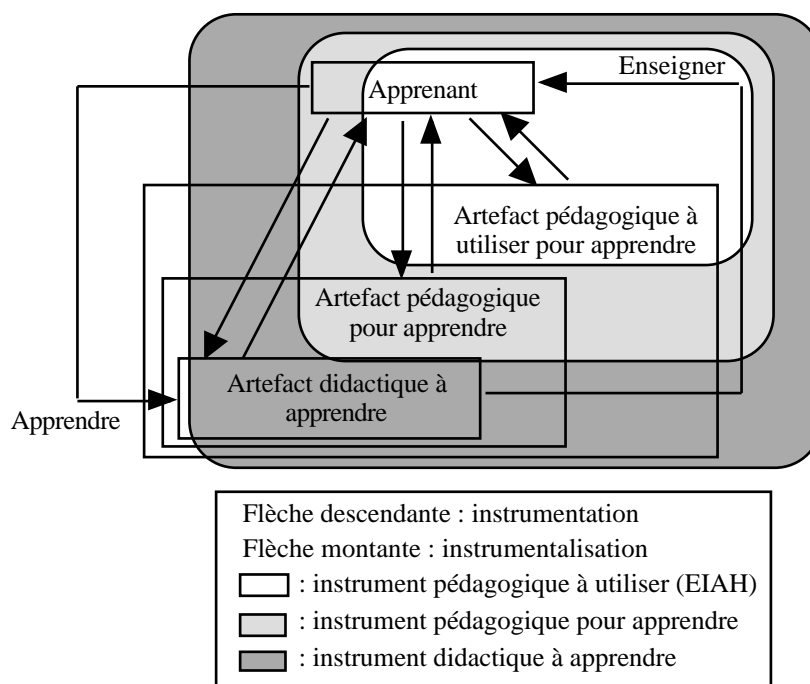 Enseigner
Apprenant
Artefact pédagogique à
utiliser pour apprendre
Artefact pédagogique
pour apprendre
Artefact didactique à
apprendre
Apprendre
Flèche descendante : instrumentation
Flèche montante : instrumentalisation
: instrument pédagogique à utiliser (EIAH)
: instrument pédagogique pour apprendre
: instrument didactique à apprendre